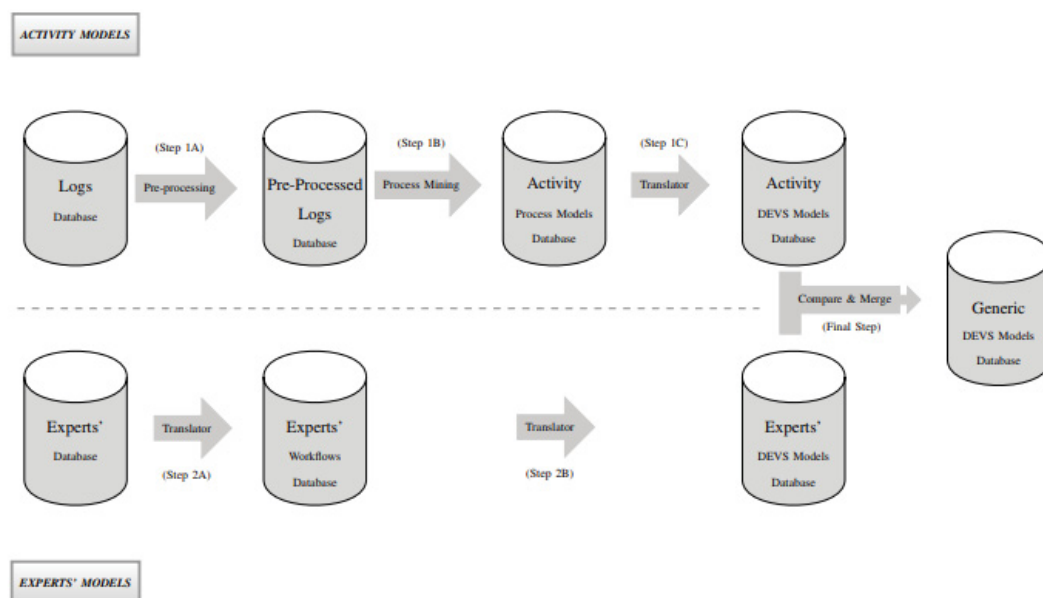 ACTIVITY MODELS
(Step 1A)
Pre-processing
(Step 1B)
Process Mining
(Step 1C)
Translator
Logs
Database
Pre-Processed
Logs
Database
Activity
Process Models
Database
Activity
DEVS Models
Database
Compare & Merge
(Final Step)
Generic
DEVS Models
Database
Experts’
Database
Translator
(Step 2A)
Experts’
Workflows
Database
Translator
(Step 2B)
Experts’
DEVS Models
Database
EXPERTS’ MODELS